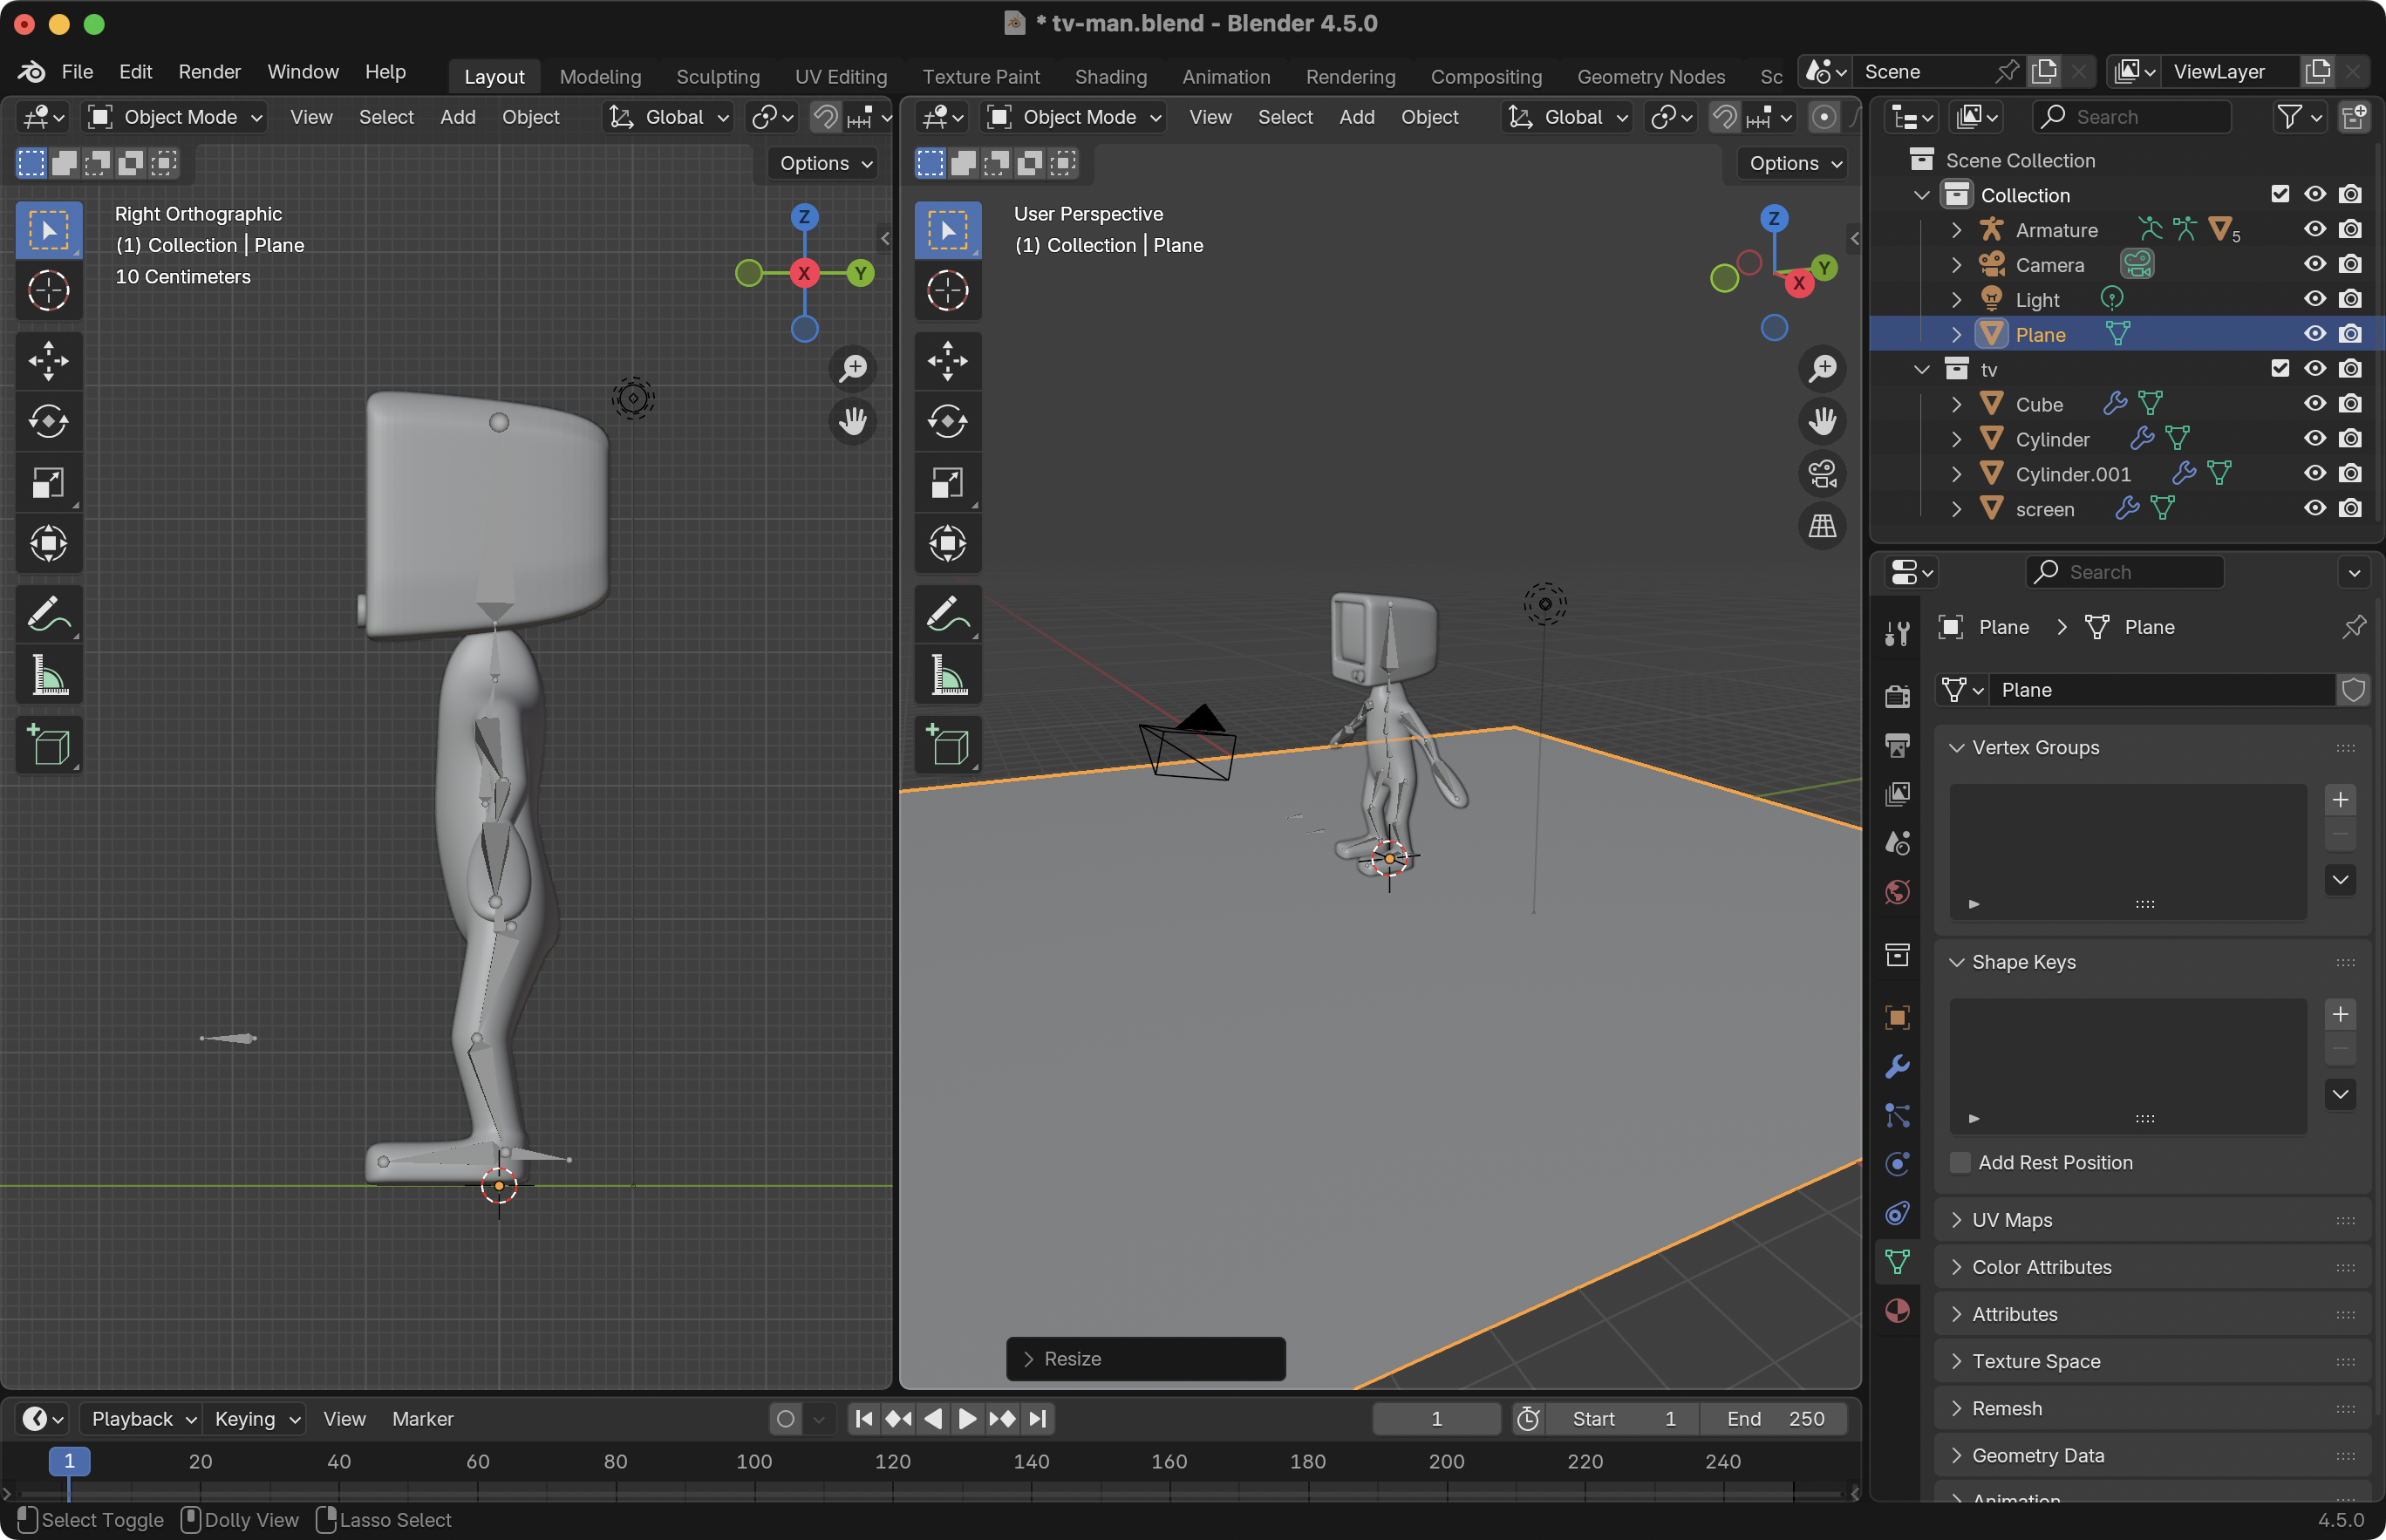 * tv-man.blend - Blender 4.5.0
File Edit Render Window Help Layout Modeling Sculpting UV Editing Texture Paint Shading Animation Rendering Compositing Geometry Nodes Sc Scene ViewLayer
Object Mode View Select Add Object Global
Options
Right Orthographic
(1) Collection | Plane
10 Centimeters
Z
X
Y
Object Mode View Select Add Object Global
Options
User Perspective
(1) Collection | Plane
Z
Y
X
Resize
Search
Scene Collection
Collection
Armature 5
Camera
Light
Plane
tv
Cube
Cylinder
Cylinder.001
screen
Search
Plane > Plane
Plane
Vertex Groups
Shape Keys
Add Rest Position
UV Maps
Color Attributes
Attributes
Texture Space
Remesh
Geometry Data
Animation
Playback Keying View Marker 1 Start 1 End 250
1 20 40 60 80 100 120 140 160 180 200 220 240
Select Toggle Dolly View Lasso Select 4.5.0